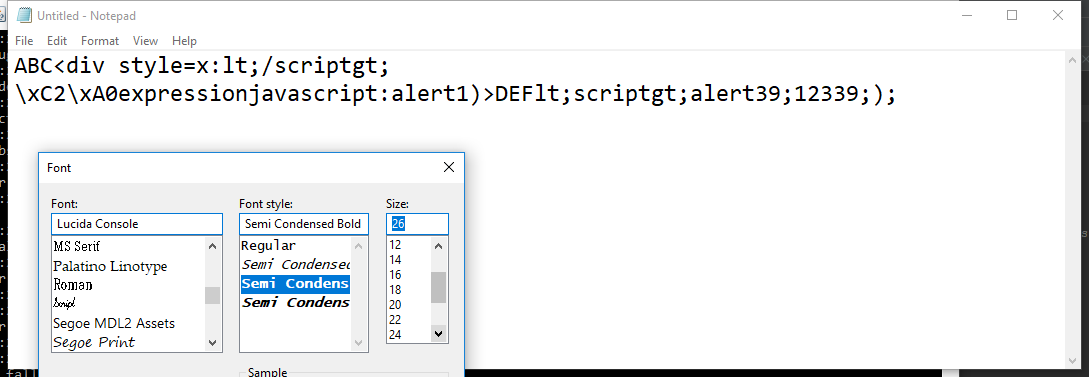 Untitled - Notepad
File Edit Format View Help
ABC<div style=x:lt;/scriptgt;
\xC2\xA0expressionjavascript:alert1)>DEFlt;scriptgt;alert39;12339;);
Font
Font: Font style: Size:
Lucida Console Semi Condensed Bold 26
MS Serif Regular 12
Palatino Linotype Semi Condensed 14
Roman Semi Condens 16
Script Semi Condens 18
Segoe MDL2 Assets 20
Segoe Print 22
24
Sample